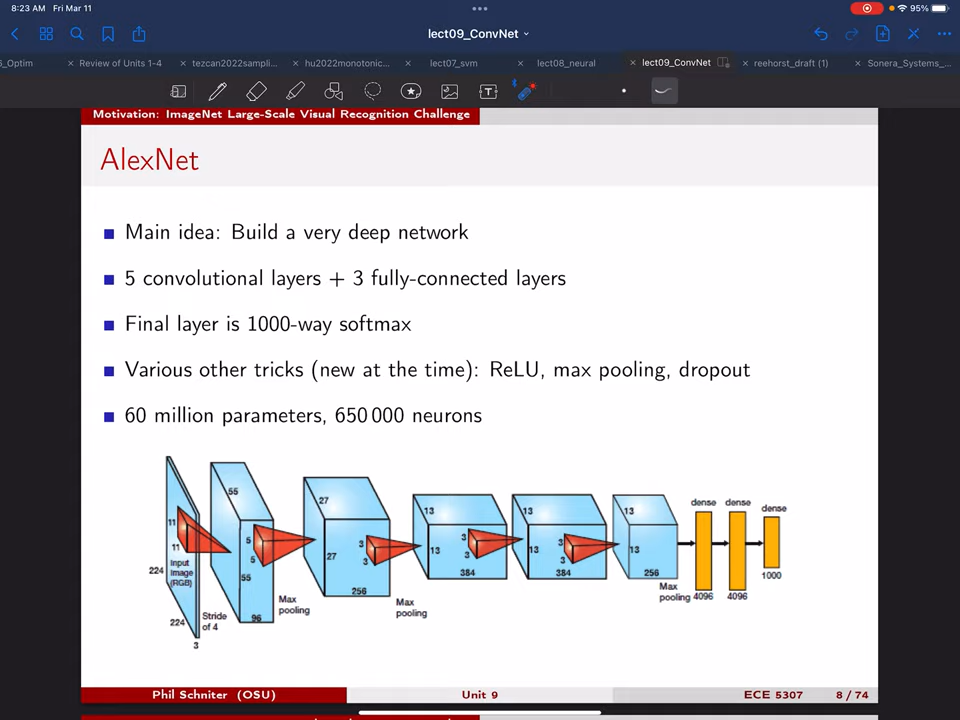 8:23 AM Fri Mar 11
95%
lect09_ConvNet
6_Optim
Review of Units 1-4
tezcan2022sampli...
hu2022monotonic...
lect07_svm
lect08_neural
lect09_ConvNet
reehorst_draft (1)
Sonera_Systems_...
Motivation: ImageNet Large-Scale Visual Recognition Challenge
AlexNet
Main idea: Build a very deep network
5 convolutional layers + 3 fully-connected layers
Final layer is 1000-way softmax
Various other tricks (new at the time): ReLU, max pooling, dropout
60 million parameters, 650 000 neurons
11
11
Input
Image
(RGB)
224
224
3
Stride
of 4
55
5
5
55
96
Max
pooling
27
27
3
3
256
Max
pooling
13
13
3
3
384
13
13
3
3
384
13
13
256
Max
pooling
dense
4096
dense
4096
dense
1000
Phil Schniter (OSU)
Unit 9
ECE 5307
8 / 74